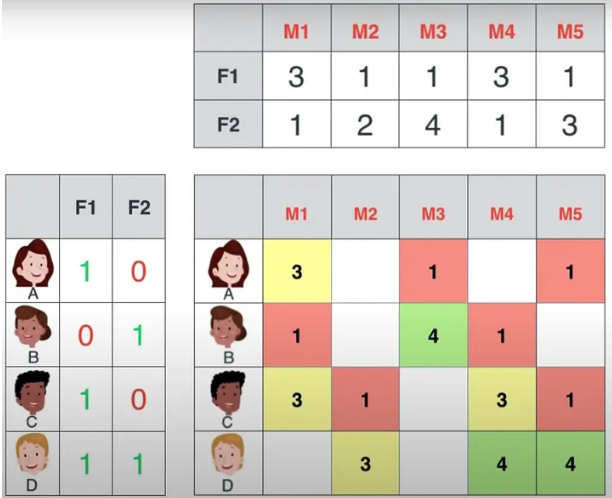 M1 M2 M3 M4 M5
F1 3 1 1 3 1
F2 1 2 4 1 3
F1 F2
A 1 0
B 0 1
C 1 0
D 1 1
M1 M2 M3 M4 M5
A 3 1 1
B 1 4 1
C 3 1 3 1
D 3 4 4